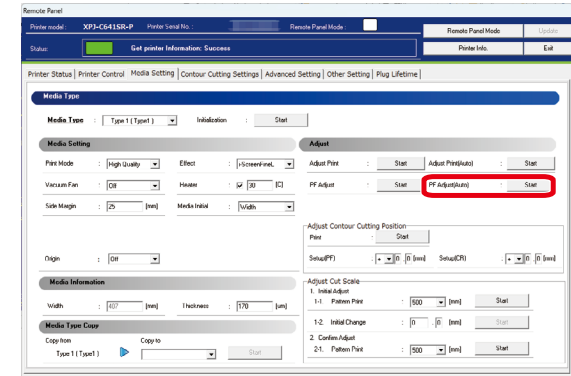 Remote Panel
Printer model : XPJ-C641SR-P Printer Serial No. : Remote Panel Mode : Remote Panel Mode Update
Status: Get printer Information: Success Printer Info. Exit
Printer Status Printer Control Media Setting Contour Cutting Settings Advanced Setting Other Setting Plug Lifetime
Media Type
Media Type : Type 1 ( Type1 ) Initialization : Start
Media Setting Adjust
Print Mode : High Quality Effect : i-ScreenFineL Adjust Print : Start Adjust Print(Auto) : Start
Vacuum Fan : Off Heater : 30 [C] PF Adjust : Start PF Adjust(Auto) : Start
Side Margin : 25 [mm] Media Initial : Width
Adjust Contour Cutting Position
Print : Start
Origin : Off Setup(PF) : + 0 . 0 [mm] Setup(CR) : + 0 . 0 [mm]
Media Information Adjust Cut Scale
1. Initial Adjust
Width : 407 [mm] Thickness : 170 [um] 1-1. Pattern Print : 500 [mm] Start
1-2. Initial Change : 0 . 0 [mm] Start
Media Type Copy
2. Confirm Adjust
Copy from Copy to
Type 1 ( Type1 ) Start 2-1. Pattern Print : 500 [mm] Start